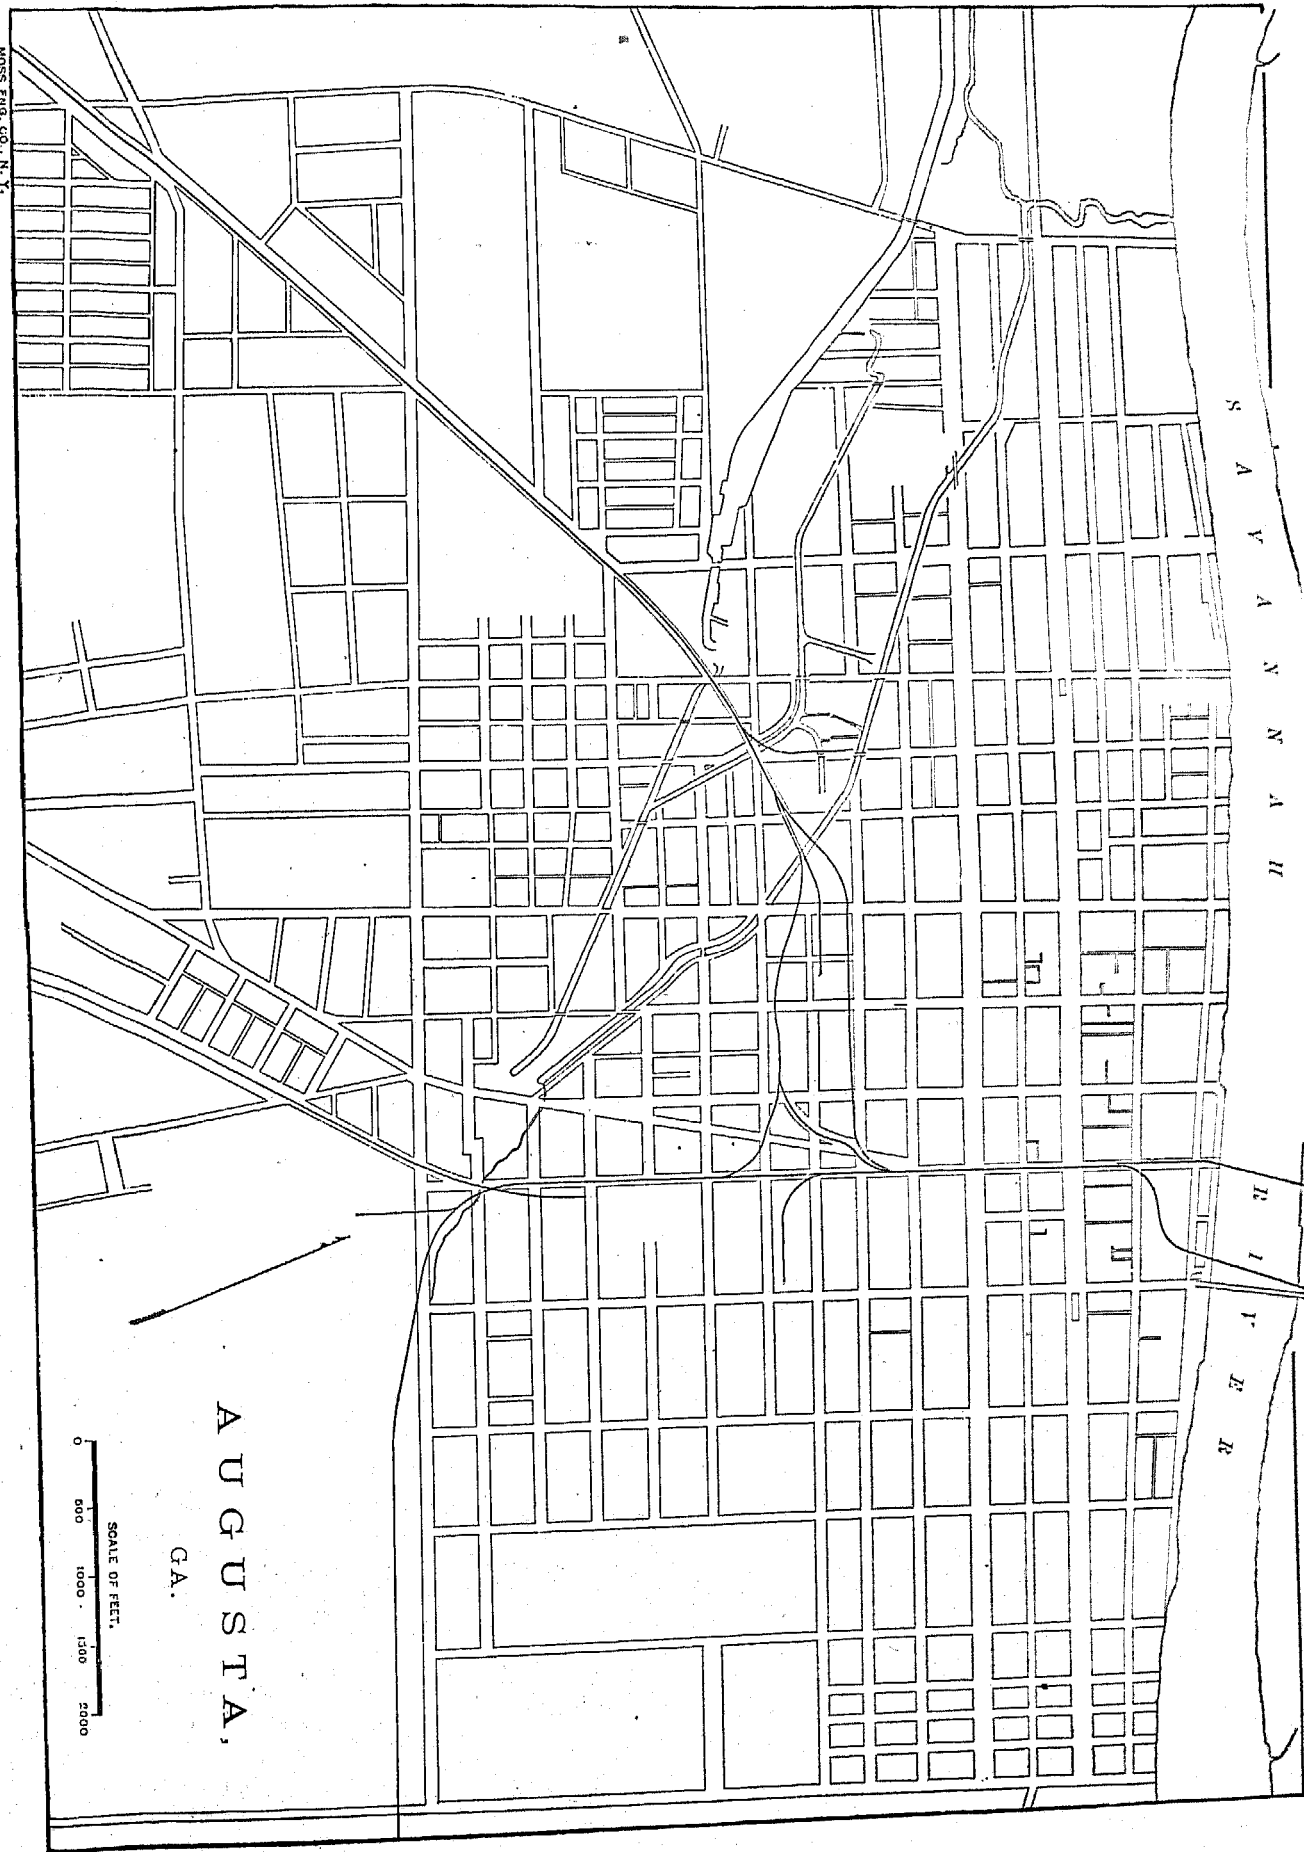 SAVANNAH RIVER
AUGUSTA,
GA.
SCALE OF FEET.
0 500 1000 1500 2000
MOSS ENG. CO., N. Y.